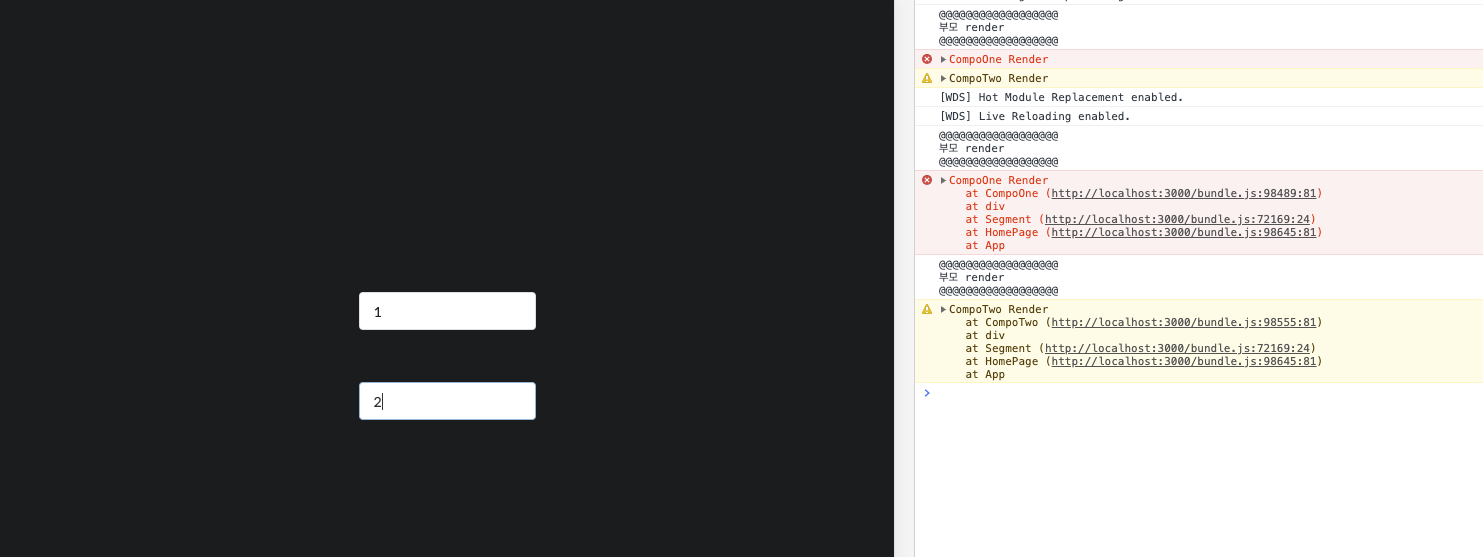 @@@@@@@@@@@@@@@@@@
부모 render
@@@@@@@@@@@@@@@@@@
CompoOne Render
CompoTwo Render
[WDS] Hot Module Replacement enabled.
[WDS] Live Reloading enabled.
@@@@@@@@@@@@@@@@@@
부모 render
@@@@@@@@@@@@@@@@@@
CompoOne Render
at CompoOne (http://localhost:3000/bundle.js:98489:81)
at div
at Segment (http://localhost:3000/bundle.js:72169:24)
at HomePage (http://localhost:3000/bundle.js:98645:81)
at App
@@@@@@@@@@@@@@@@@@
부모 render
@@@@@@@@@@@@@@@@@@
CompoTwo Render
at CompoTwo (http://localhost:3000/bundle.js:98555:81)
at div
at Segment (http://localhost:3000/bundle.js:72169:24)
at HomePage (http://localhost:3000/bundle.js:98645:81)
at App
1
2